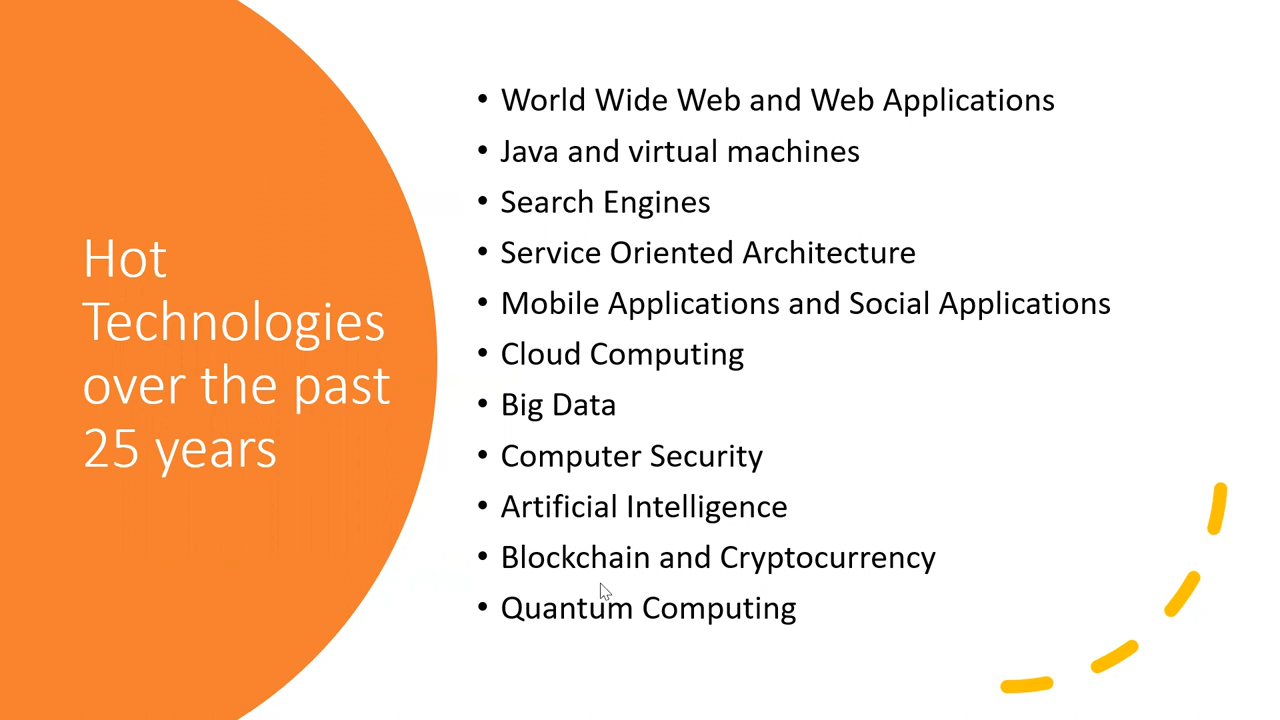 Hot
Technologies
over the past
25 years
• World Wide Web and Web Applications
• Java and virtual machines
• Search Engines
• Service Oriented Architecture
• Mobile Applications and Social Applications
• Cloud Computing
• Big Data
• Computer Security
• Artificial Intelligence
• Blockchain and Cryptocurrency
• Quantum Computing